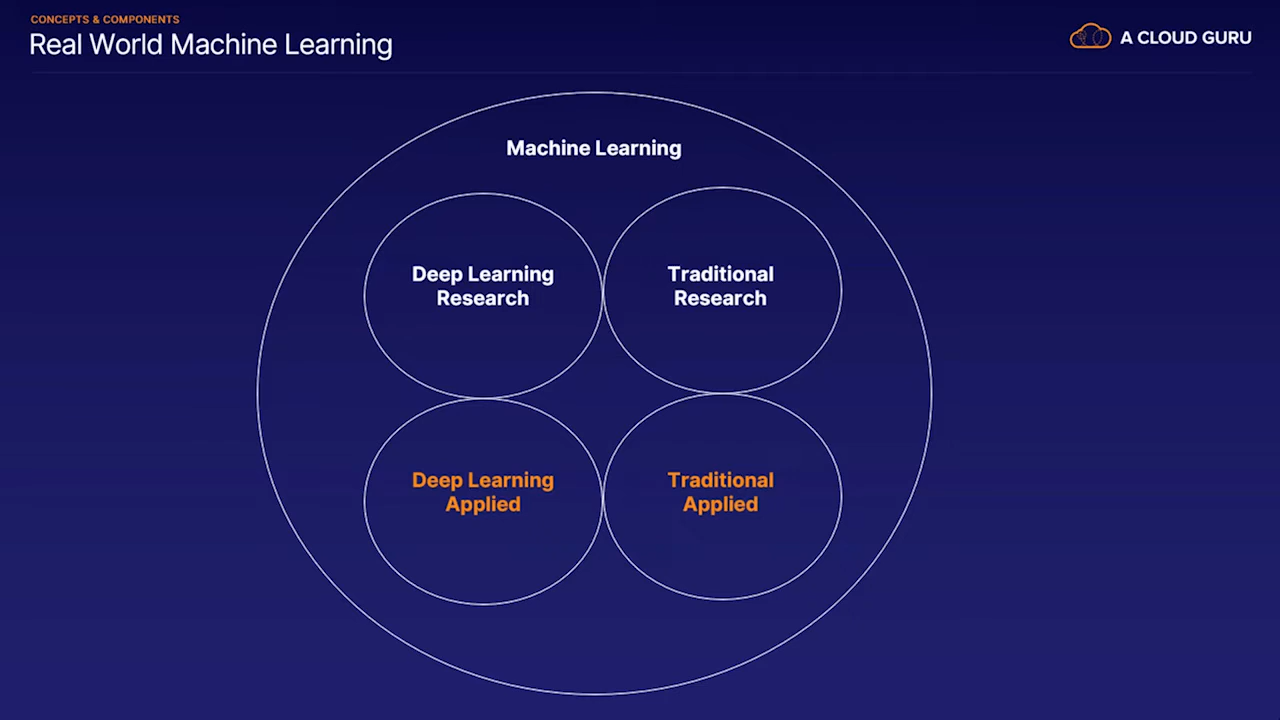 CONCEPTS & COMPONENTS
Real World Machine Learning
A CLOUD GURU
Machine Learning
Deep Learning
Research
Traditional
Research
Deep Learning
Applied
Traditional
Applied